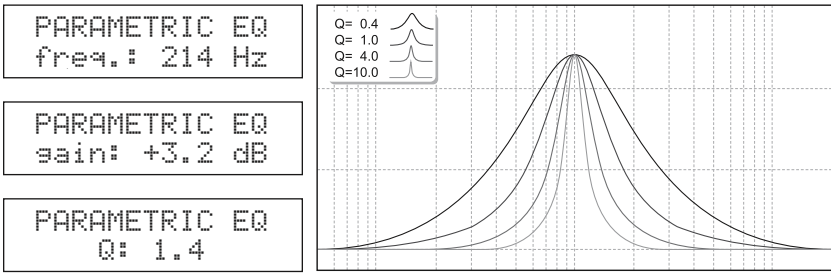 PARAMETRIC EQ
freq.: 214 Hz
PARAMETRIC EQ
gain: +3.2 dB
PARAMETRIC EQ
Q: 1.4
Q= 0.4
Q= 1.0
Q= 4.0
Q=10.0